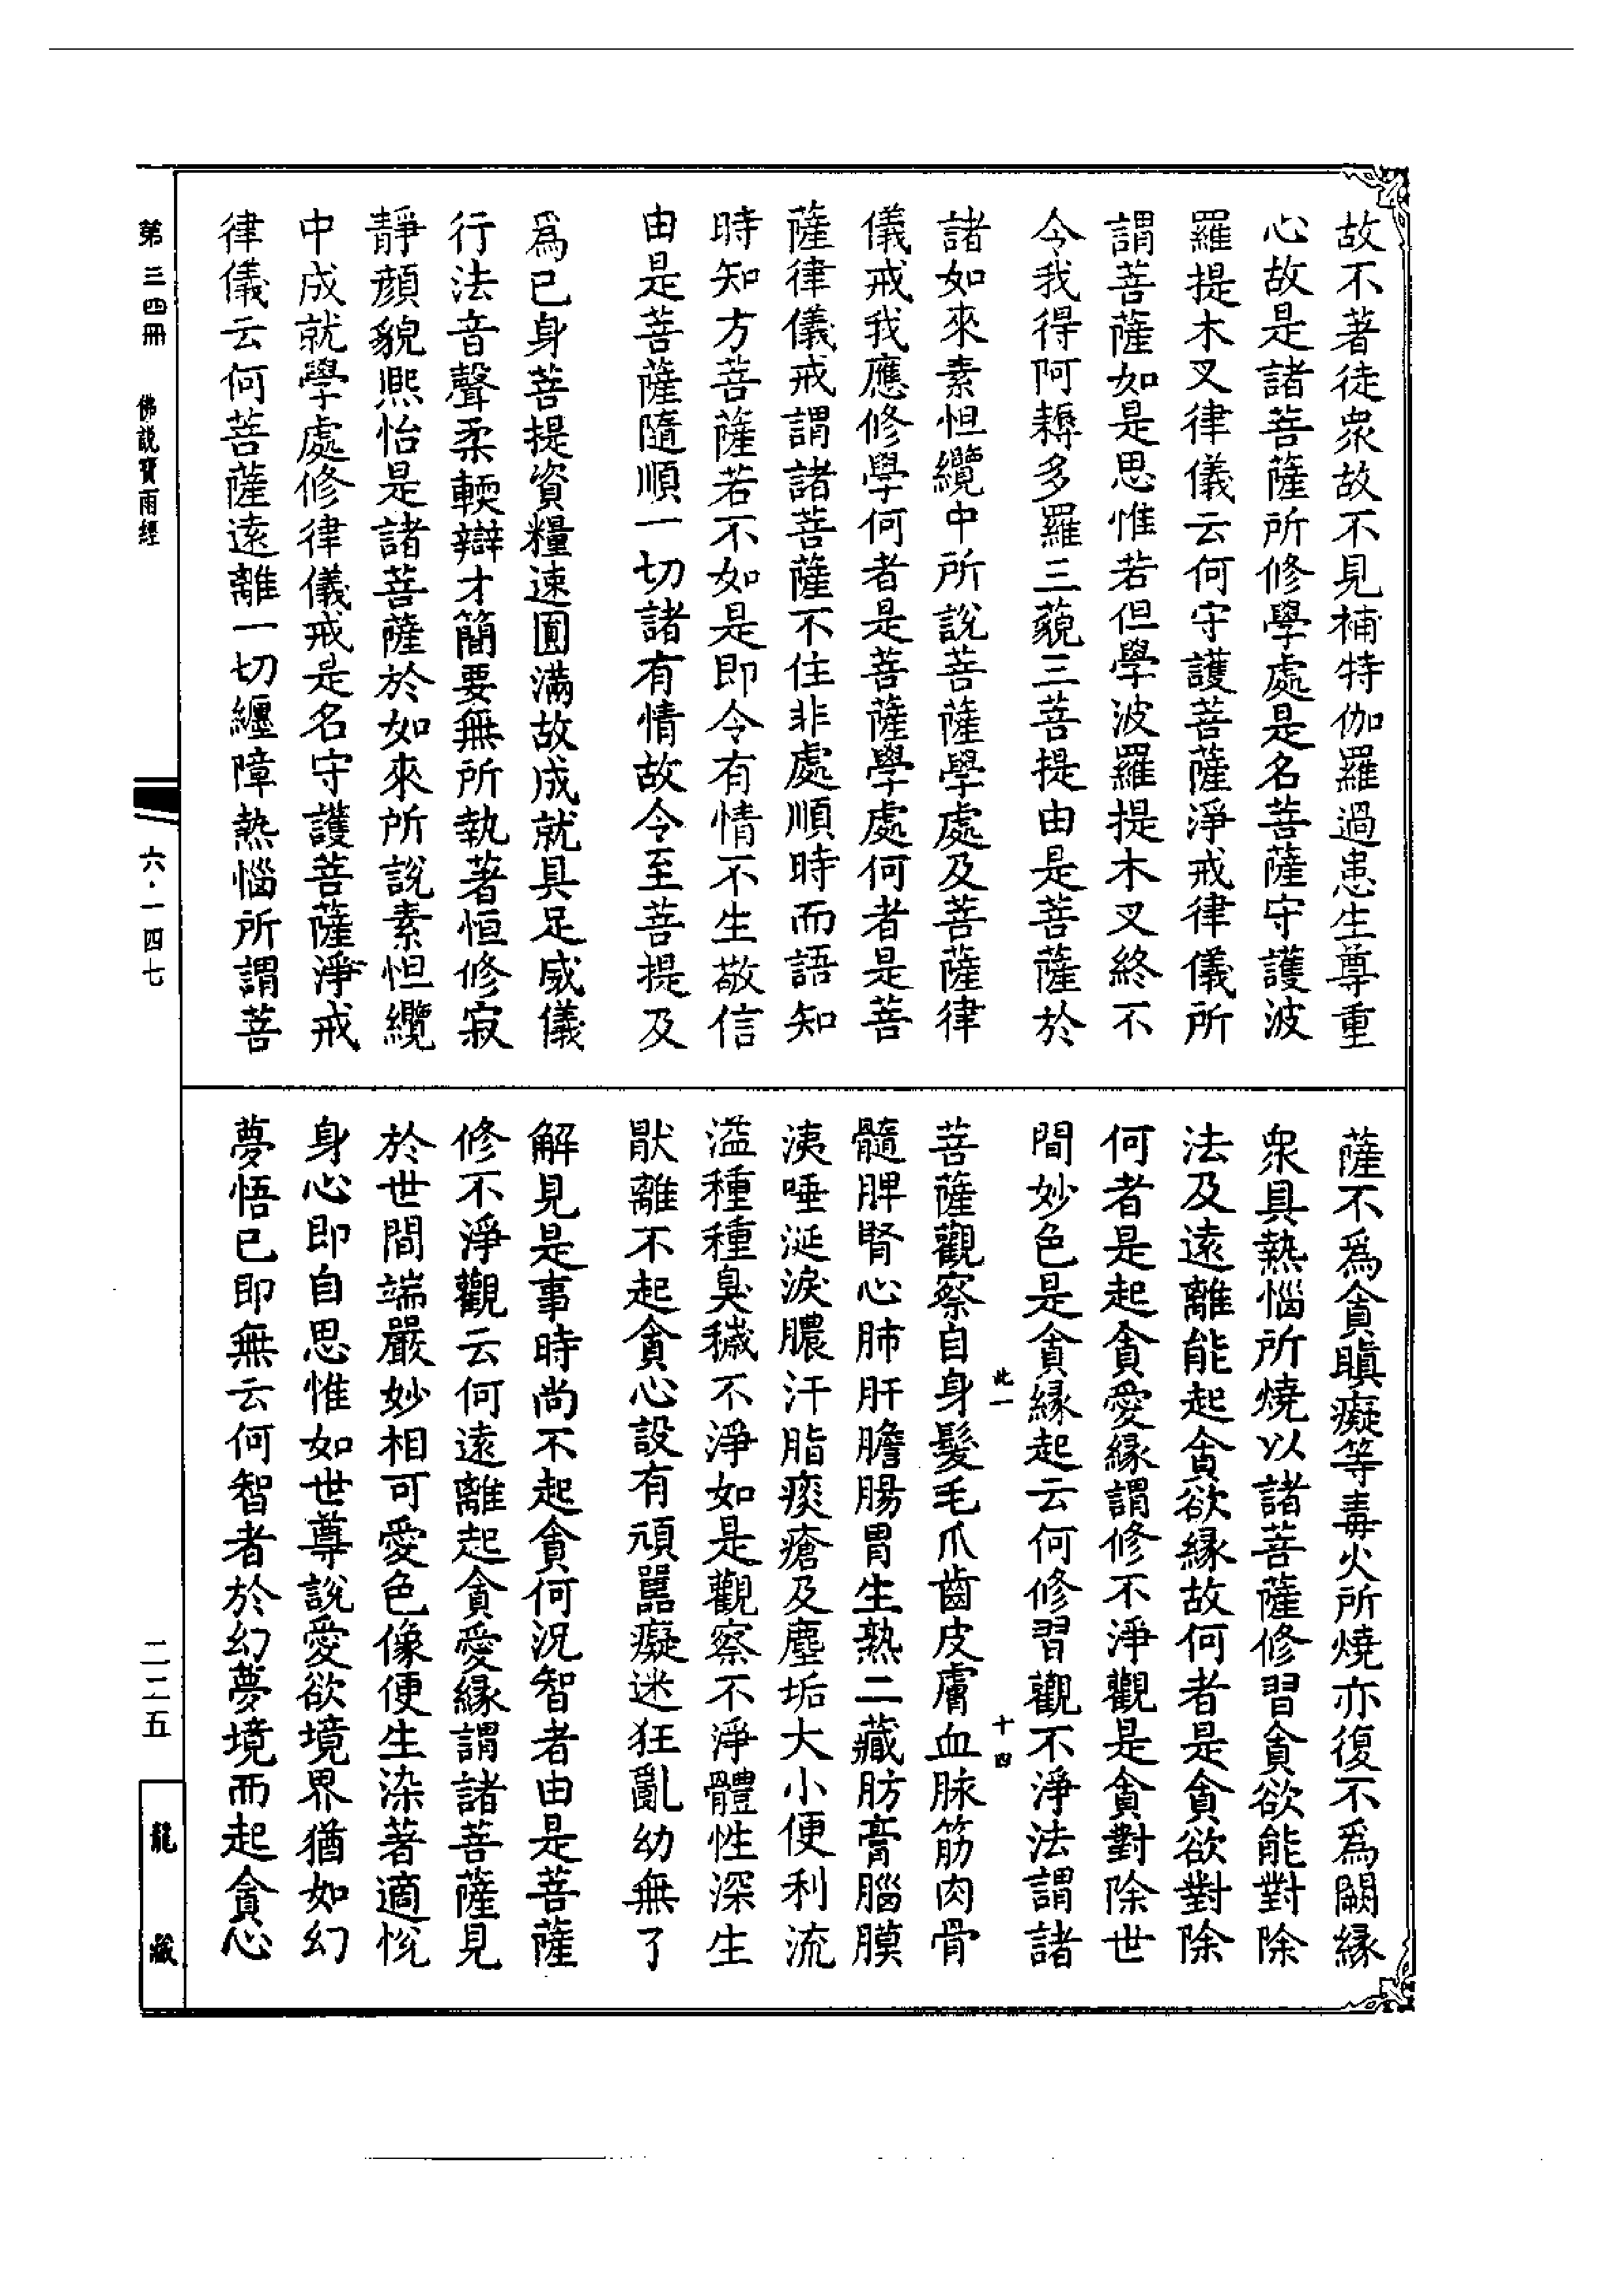 故不著徒衆故不見補特伽羅過患生尊重
心故是諸菩薩所修學處是名菩薩守護波
羅提木叉律儀云何守護菩薩淨戒律儀所
謂菩薩如是思惟若但學波羅提木叉終不
令我得阿耨多羅三藐三菩提由是菩薩於
諸如來素怛纜中所說菩薩學處及菩薩律
儀戒我應修學何者是菩薩學處何者是菩
薩律儀戒謂諸菩薩不住非處順時而語知
時知方菩薩若不如是即令有情不生敬信
由是菩薩隨順一切諸有情故令至菩提及
爲已身菩提資糧速圓滿故成就具足威儀
行法音聲柔輭辯才簡要無所執著恒修寂
靜顔貌熙怡是諸菩薩於如來所說素怛纜
中成就學處修律儀戒是名守護菩薩淨戒
律儀云何菩薩遠離一切纏障熱惱所謂菩
薩不爲貪瞋癡等毒火所燒亦復不爲闕緣
衆具熱惱所燒以諸菩薩修習貪欲能對除
法及遠離能起貪欲緣故何者是貪欲對除
何者是起貪愛緣謂修不淨觀是貪對除世
間妙色是貪緣起云何修習觀不淨法謂諸
此一
十四
菩薩觀察自身髮毛爪齒皮膚血脉筋肉骨
髓脾腎心肺肝膽腸胃生熟二藏肪膏腦膜
洟唾涎淚膿汗脂痰瘡及塵垢大小便利流
溢種種臭穢不淨如是觀察不淨體性深生
猒離不起貪心設有頑嚚癡迷狂亂幼無了
解見是事時尚不起貪何況智者由是菩薩
修不淨觀云何遠離起貪愛緣謂諸菩薩見
於世間端嚴妙相可愛色像便生染著適悅
身心即自思惟如世尊說愛欲境界猶如幻
夢悟已即無云何智者於幻夢境而起貪心
第三四冊
佛說寶雨經
六·一四七
二二五
龍藏